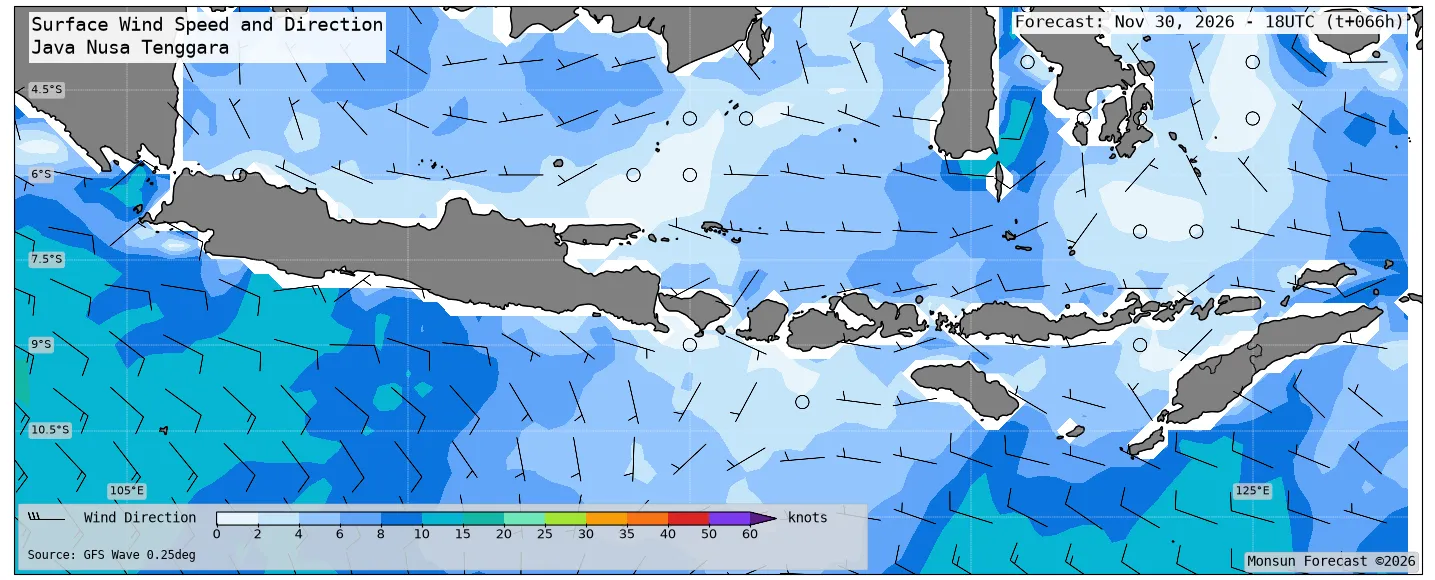 Surface Wind Speed and Direction
Java Nusa Tenggara
Forecast: Nov 30, 2026 - 18UTC (t+066h)
4.5°S
6°S
7.5°S
9°S
10.5°S
105°E
125°E
Wind Direction
0 2 4 6 8 10 15 20 25 30 35 40 50 60
knots
Source: GFS Wave 0.25deg
Monsun Forecast ©2026